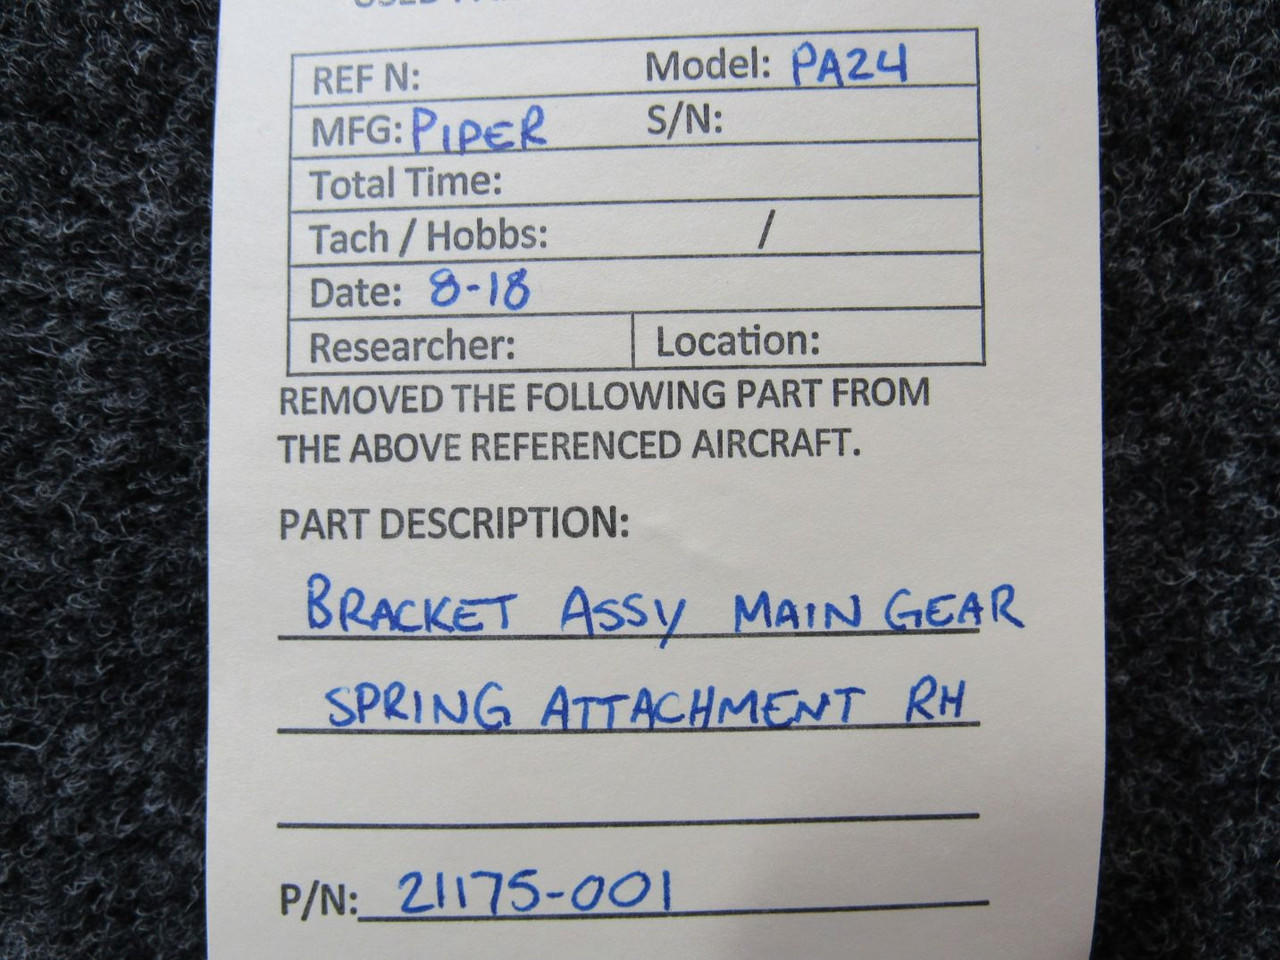 REF N: Model: PA24
MFG: PIPER S/N:
Total Time:
Tach / Hobbs: /
Date: 8-18
Researcher: Location:
REMOVED THE FOLLOWING PART FROM
THE ABOVE REFERENCED AIRCRAFT.
PART DESCRIPTION:
BRACKET ASSY MAIN GEAR
SPRING ATTACHMENT RH
P/N: 21175-001